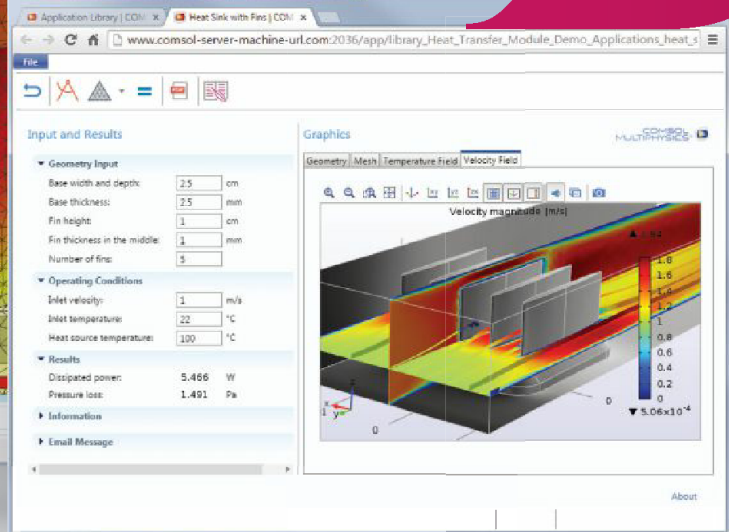 Application Library | COM ×
Heat Sink with Fins | COM ×
www.comsol-server-machine-url.com:2036/app/library_Heat_Transfer_Module_Demo_Applications_heat_s
File
Input and Results
Geometry Input
Base width and depth: 2.5 cm
Base thickness: 2.5 mm
Fin height: 1 cm
Fin thickness in the middle: 1 mm
Number of fins: 5
Operating Conditions
Inlet velocity: 1 m/s
Inlet temperature: 22 °C
Heat source temperature: 100 °C
Results
Dissipated power: 5.466 W
Pressure loss: 1.491 Pa
Information
Email Message
Graphics
COMSOL
MULTIPHYSICS
Geometry Mesh Temperature Field Velocity Field
Velocity magnitude [m/s]
▲ 1.94
1.8
1.6
1.4
1.2
1
0.8
0.6
0.4
0.2
0
▼ 5.06×10⁻⁴
z
x
y
1
0
0
About